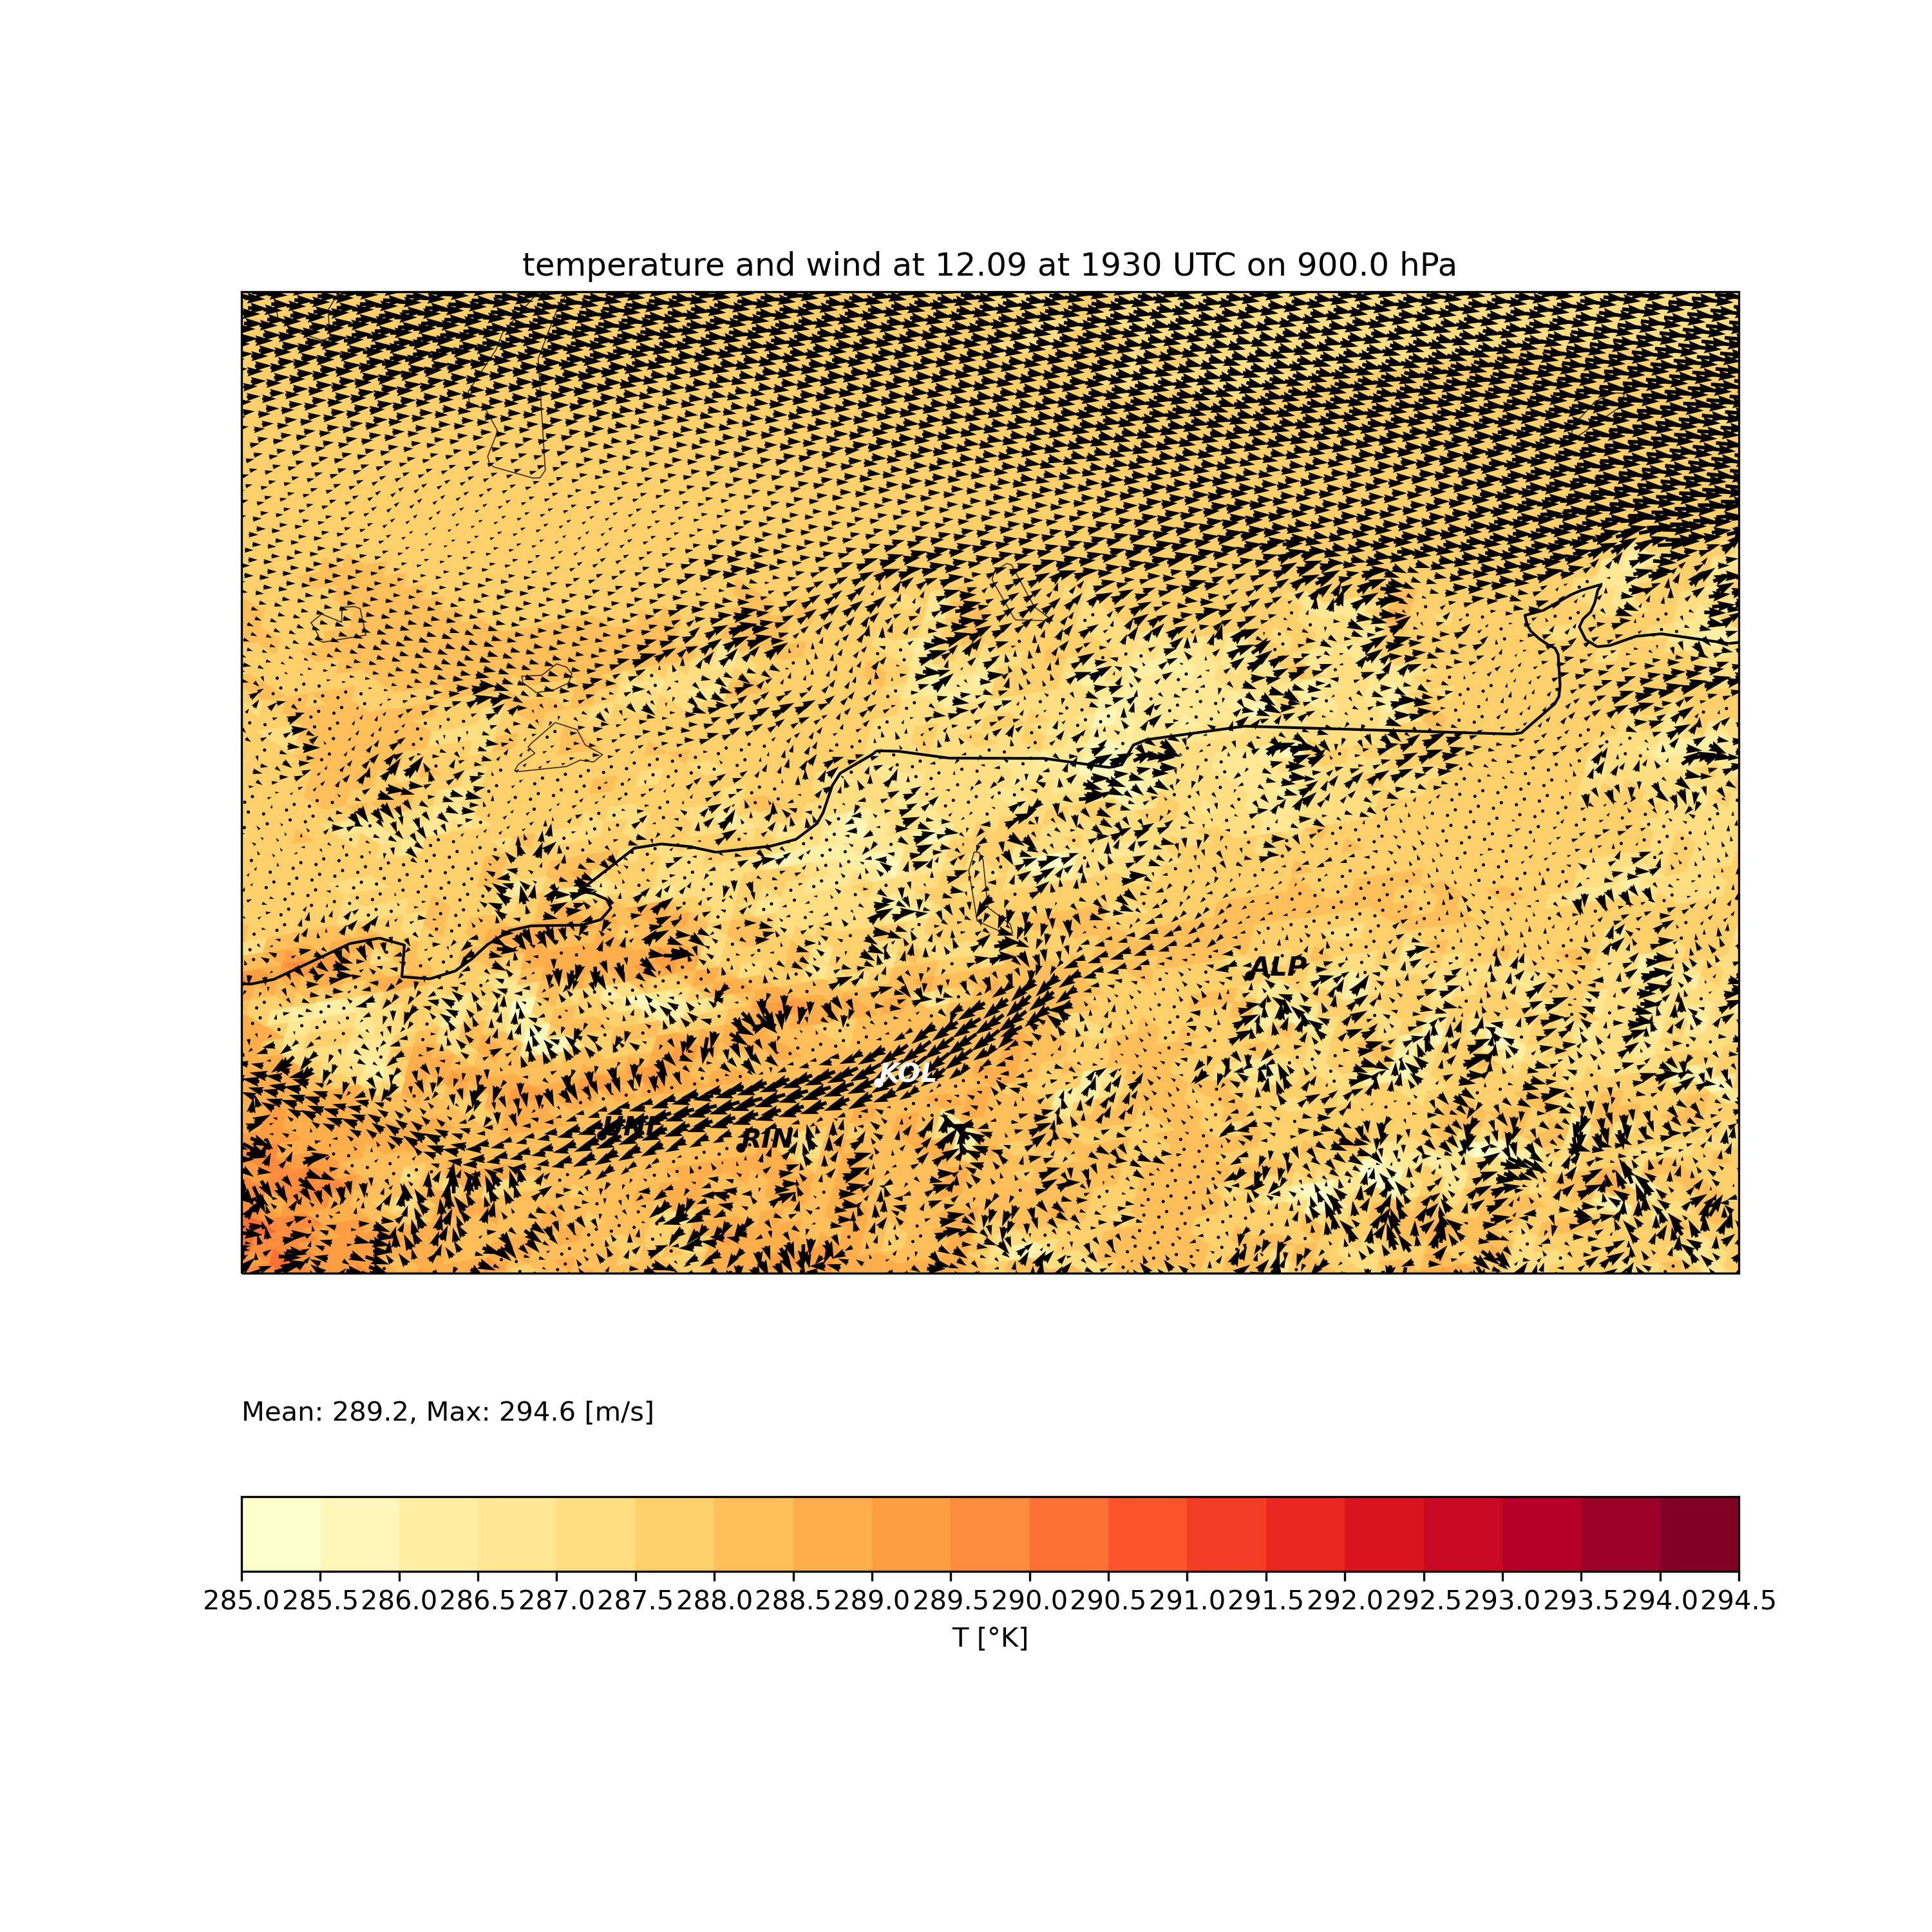 temperature and wind at 12.09 at 1930 UTC on 900.0 hPa
ALP
KOL
RIN
Mean: 289.2, Max: 294.6 [m/s]
285.0 285.5 286.0 286.5 287.0 287.5 288.0 288.5 289.0 289.5 290.0 290.5 291.0 291.5 292.0 292.5 293.0 293.5 294.0 294.5
T [°K]